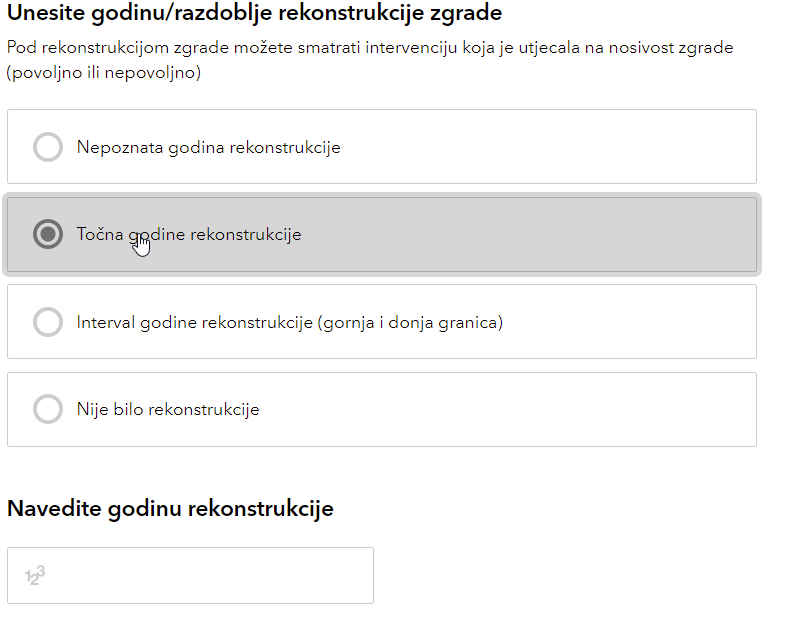 Unesite godinu/razdoblje rekonstrukcije zgrade
Pod rekonstrukcijom zgrade možete smatrati intervenciju koja je utjecala na nosivost zgrade
(povoljno ili nepovoljno)
Nepoznata godina rekonstrukcije
Točna godine rekonstrukcije
Interval godine rekonstrukcije (gornja i donja granica)
Nije bilo rekonstrukcije
Navedite godinu rekonstrukcije
123